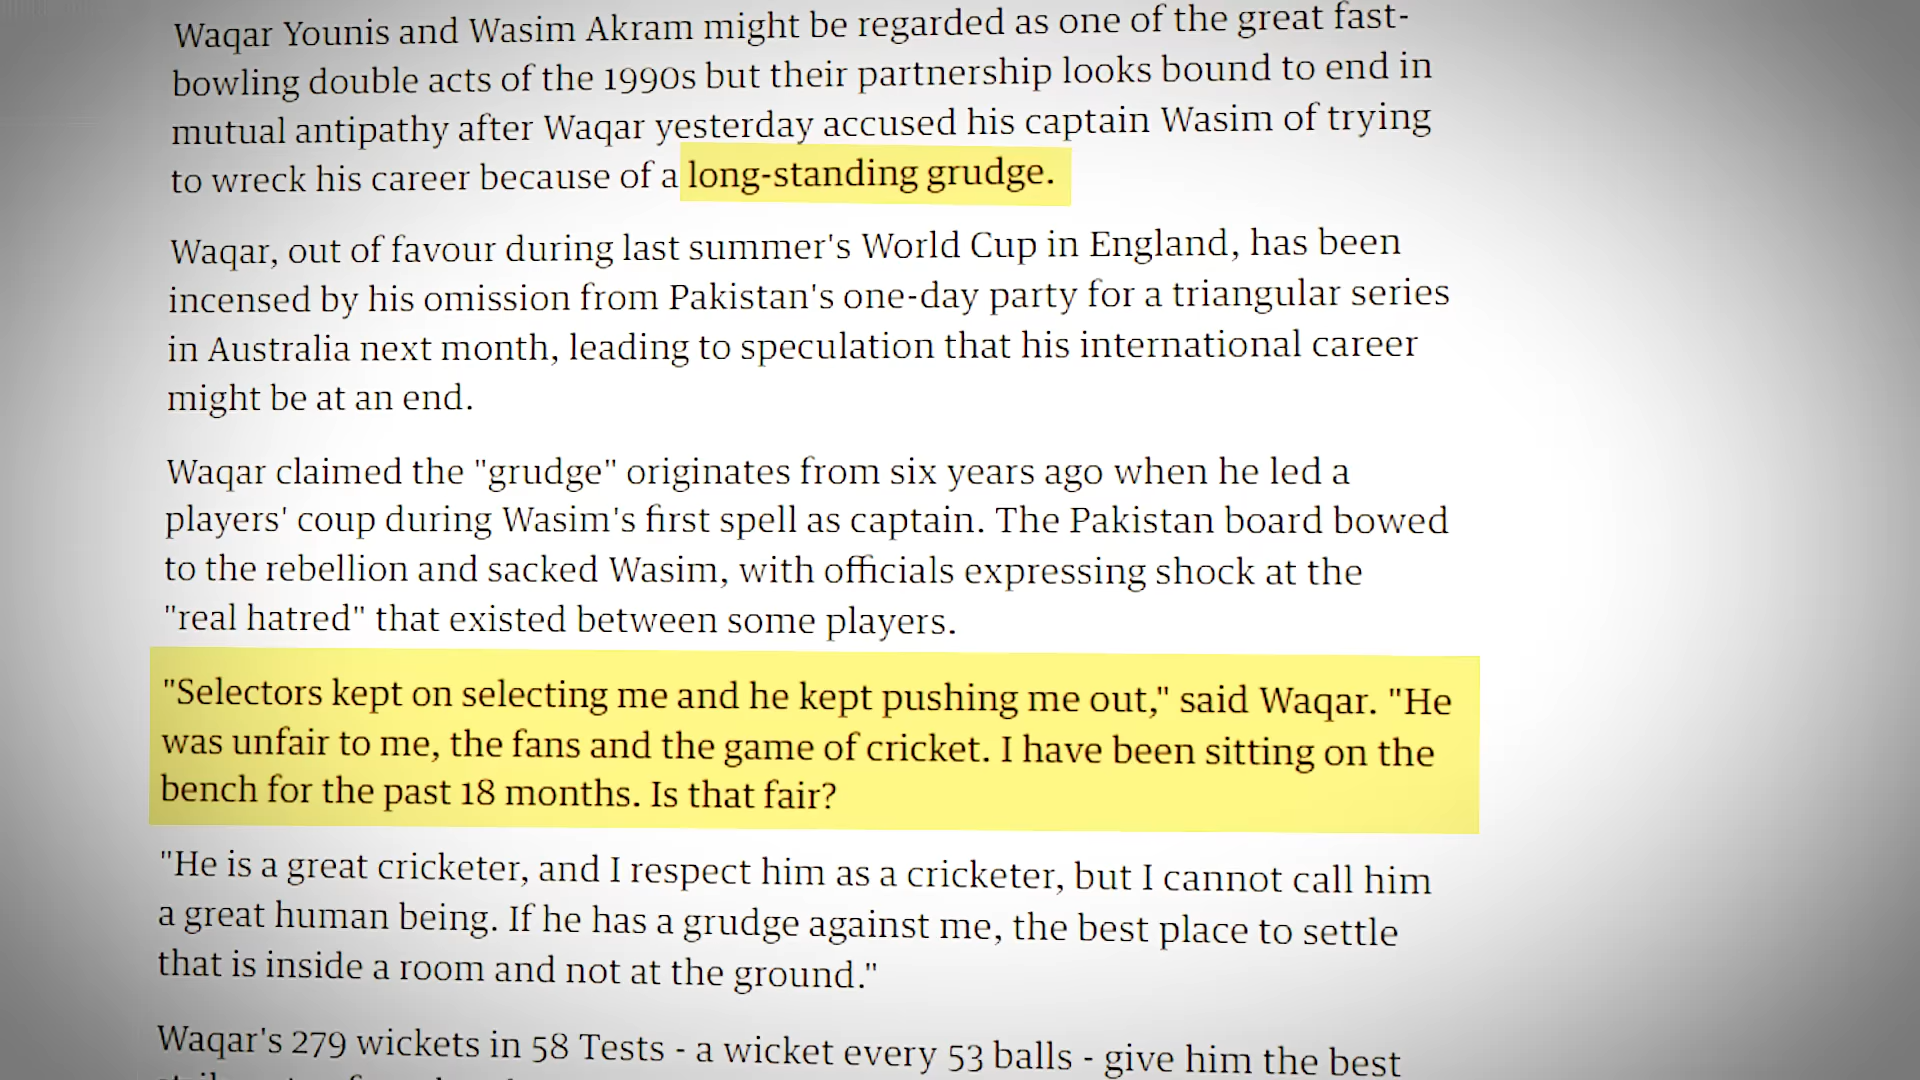 Waqar Younis and Wasim Akram might be regarded as one of the great fast-
bowling double acts of the 1990s but their partnership looks bound to end in
mutual antipathy after Waqar yesterday accused his captain Wasim of trying
to wreck his career because of a long-standing grudge.
Waqar, out of favour during last summer's World Cup in England, has been
incensed by his omission from Pakistan's one-day party for a triangular series
in Australia next month, leading to speculation that his international career
might be at an end.
Waqar claimed the "grudge" originates from six years ago when he led a
players' coup during Wasim's first spell as captain. The Pakistan board bowed
to the rebellion and sacked Wasim, with officials expressing shock at the
"real hatred" that existed between some players.
"Selectors kept on selecting me and he kept pushing me out," said Waqar. "He
was unfair to me, the fans and the game of cricket. I have been sitting on the
bench for the past 18 months. Is that fair?
"He is a great cricketer, and I respect him as a cricketer, but I cannot call him
a great human being. If he has a grudge against me, the best place to settle
that is inside a room and not at the ground."
Waqar's 279 wickets in 58 Tests - a wicket every 53 balls - give him the best